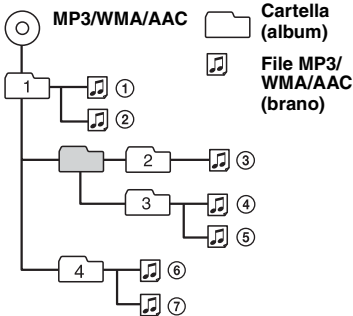 MP3/WMA/AAC
Cartella
(album)
File MP3/
WMA/AAC
(brano)
1
①
②
2
③
3
④
⑤
4
⑥
⑦